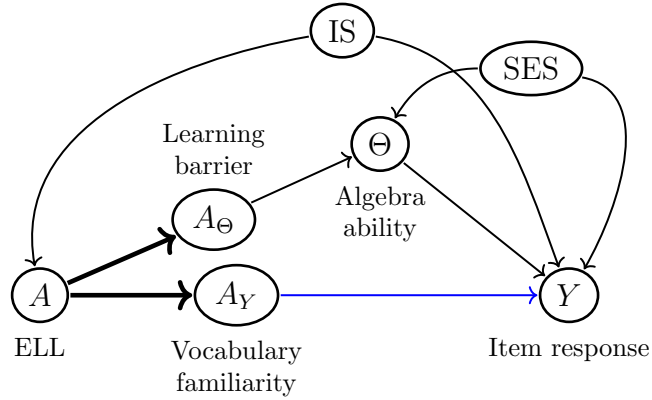 IS
SES
Learning
barrier
Θ
Algebra
ability
A_Θ
A
A_Y
Y
ELL
Vocabulary
familiarity
Item response